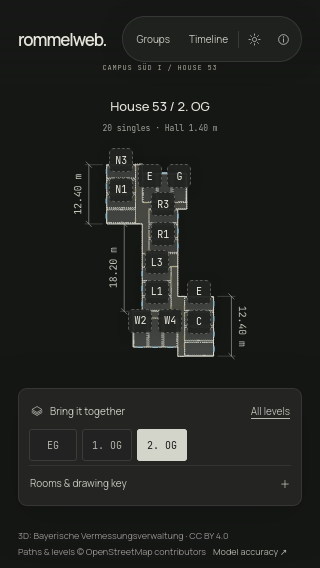 rommelweb.
Groups Timeline
CAMPUS SÜD I / HOUSE 53
House 53 / 2. OG
20 singles · Hall 1.40 m
N3
E G
N1
R3
R1
L3
L1
E
W2 W4 C
12.40 m
18.20 m
12.40 m
Bring it together All levels
EG 1. OG 2. OG
Rooms & drawing key +
3D: Bayerische Vermessungsverwaltung · CC BY 4.0
Paths & levels © OpenStreetMap contributors Model accuracy ↗